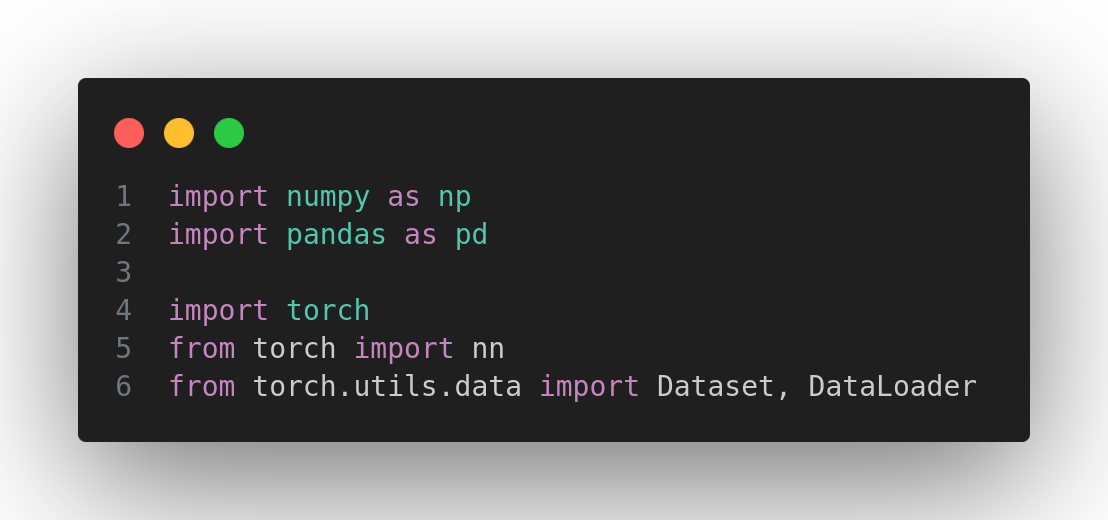 1 import numpy as np
2 import pandas as pd
3
4 import torch
5 from torch import nn
6 from torch.utils.data import Dataset, DataLoader